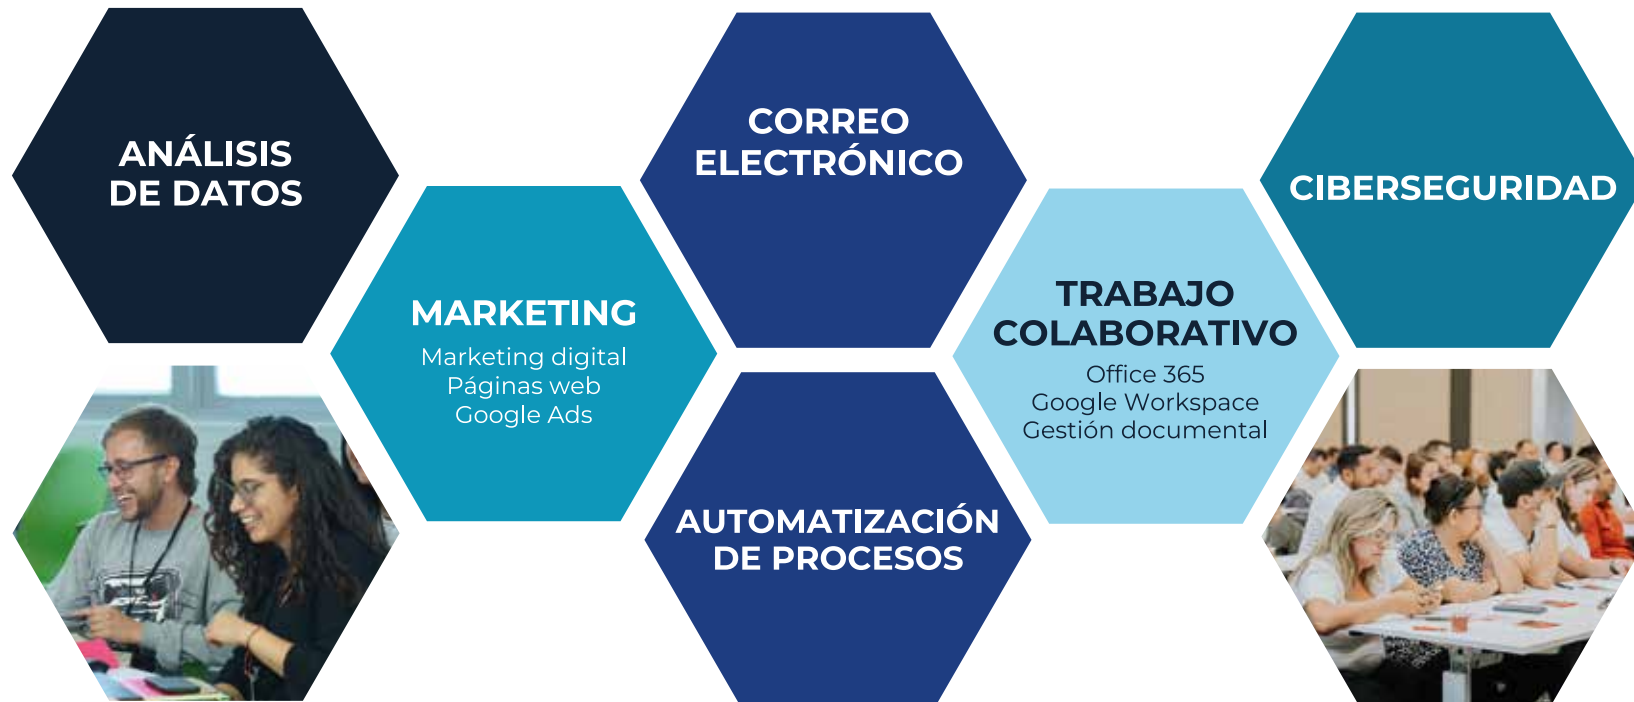 ANÁLISIS
DE DATOS
MARKETING
Marketing digital
Páginas web
Google Ads
CORREO
ELECTRÓNICO
AUTOMATIZACIÓN
DE PROCESOS
TRABAJO
COLABORATIVO
Office 365
Google Workspace
Gestión documental
CIBERSEGURIDAD